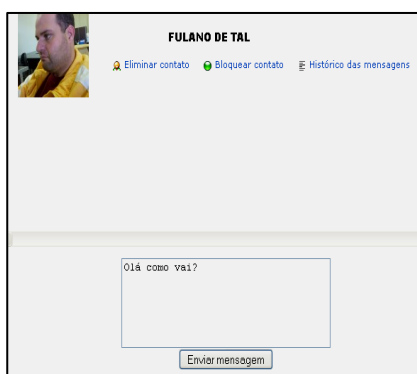 FULANO DE TAL
Eliminar contato Bloquear contato Histórico das mensagens
Olá como vai?
Enviar mensagem